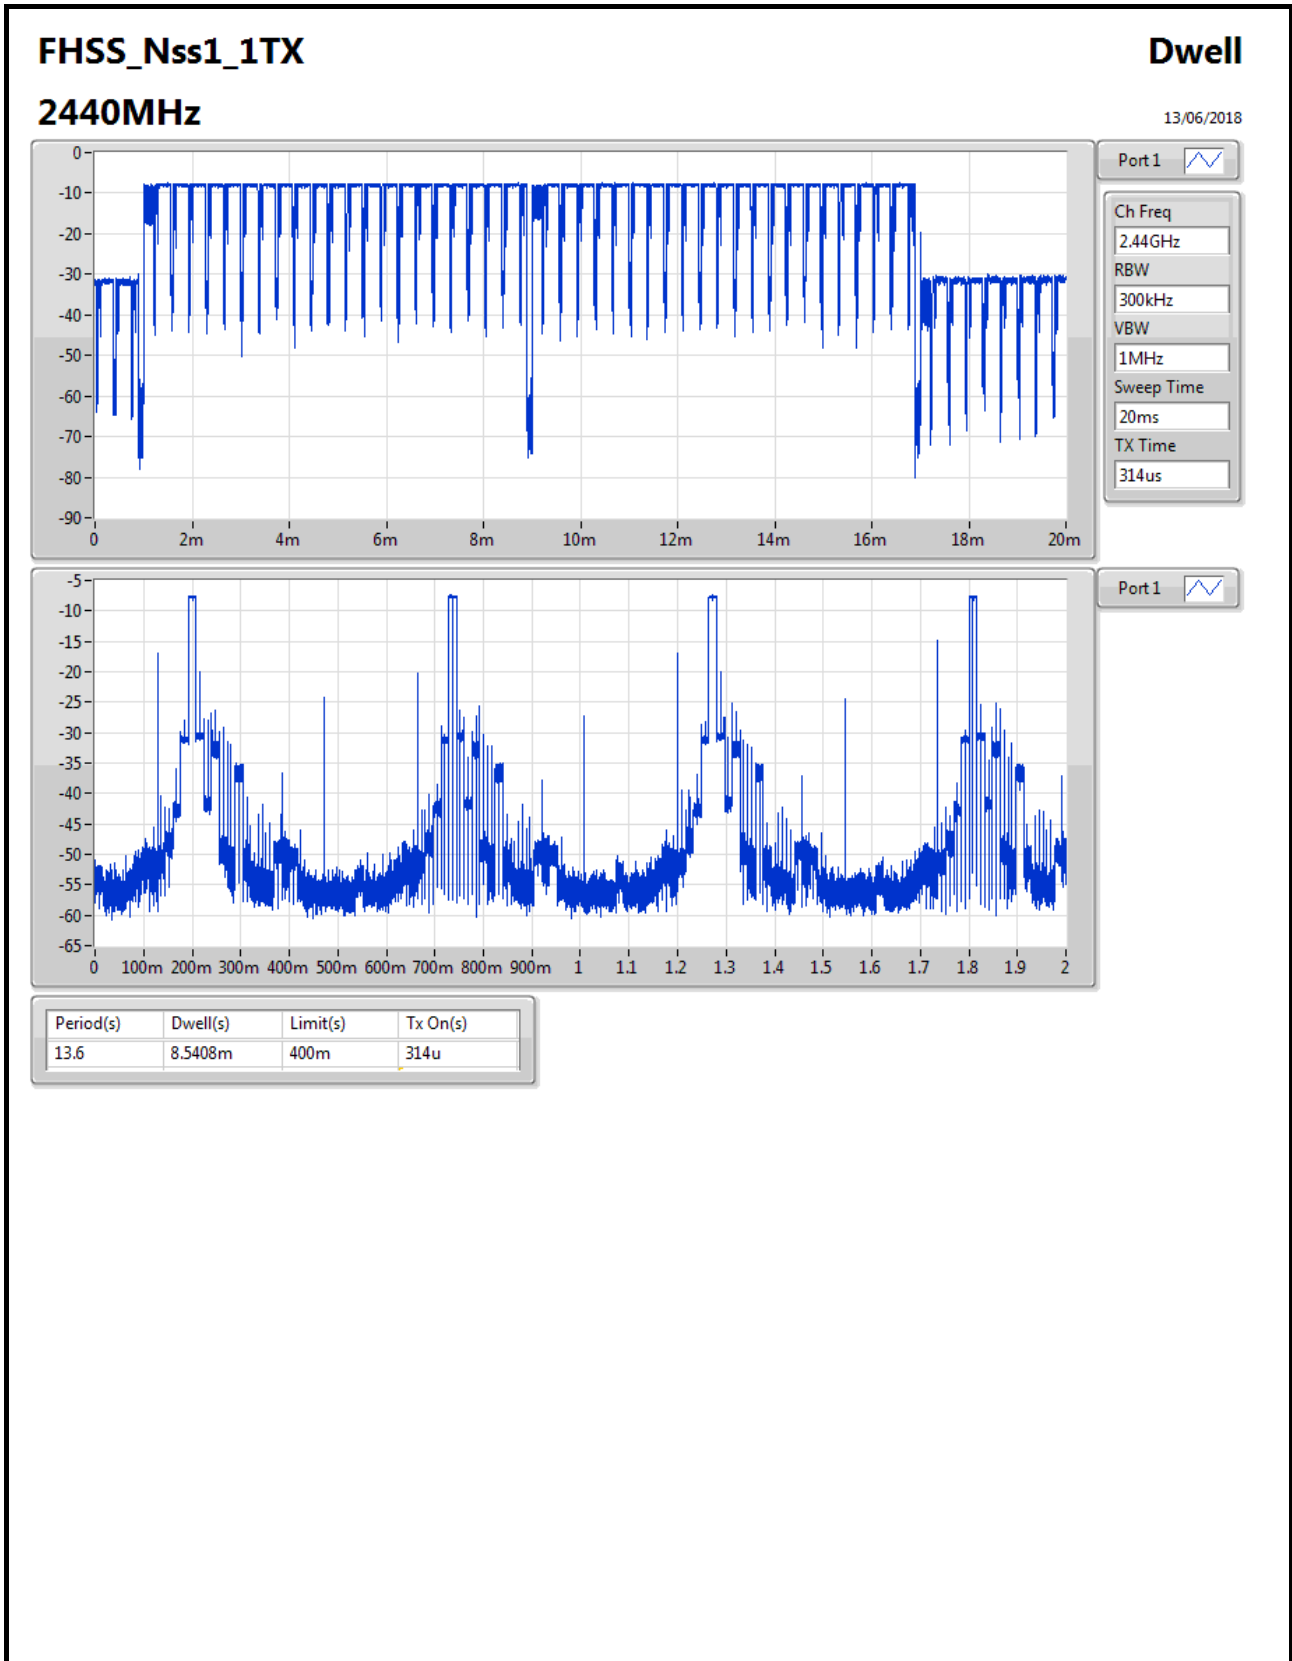 FHSS_Nss1_1TX Dwell
2440MHz 13/06/2018
Port 1
Ch Freq
2.44GHz
RBW
300kHz
VBW
1MHz
Sweep Time
20ms
TX Time
314us
0
-10
-20
-30
-40
-50
-60
-70
-80
-90
0 2m 4m 6m 8m 10m 12m 14m 16m 18m 20m
Port 1
-5
-10
-15
-20
-25
-30
-35
-40
-45
-50
-55
-60
-65
0 100m 200m 300m 400m 500m 600m 700m 800m 900m 1 1.1 1.2 1.3 1.4 1.5 1.6 1.7 1.8 1.9 2
Period(s) Dwell(s) Limit(s) Tx On(s)
13.6 8.5408m 400m 314u